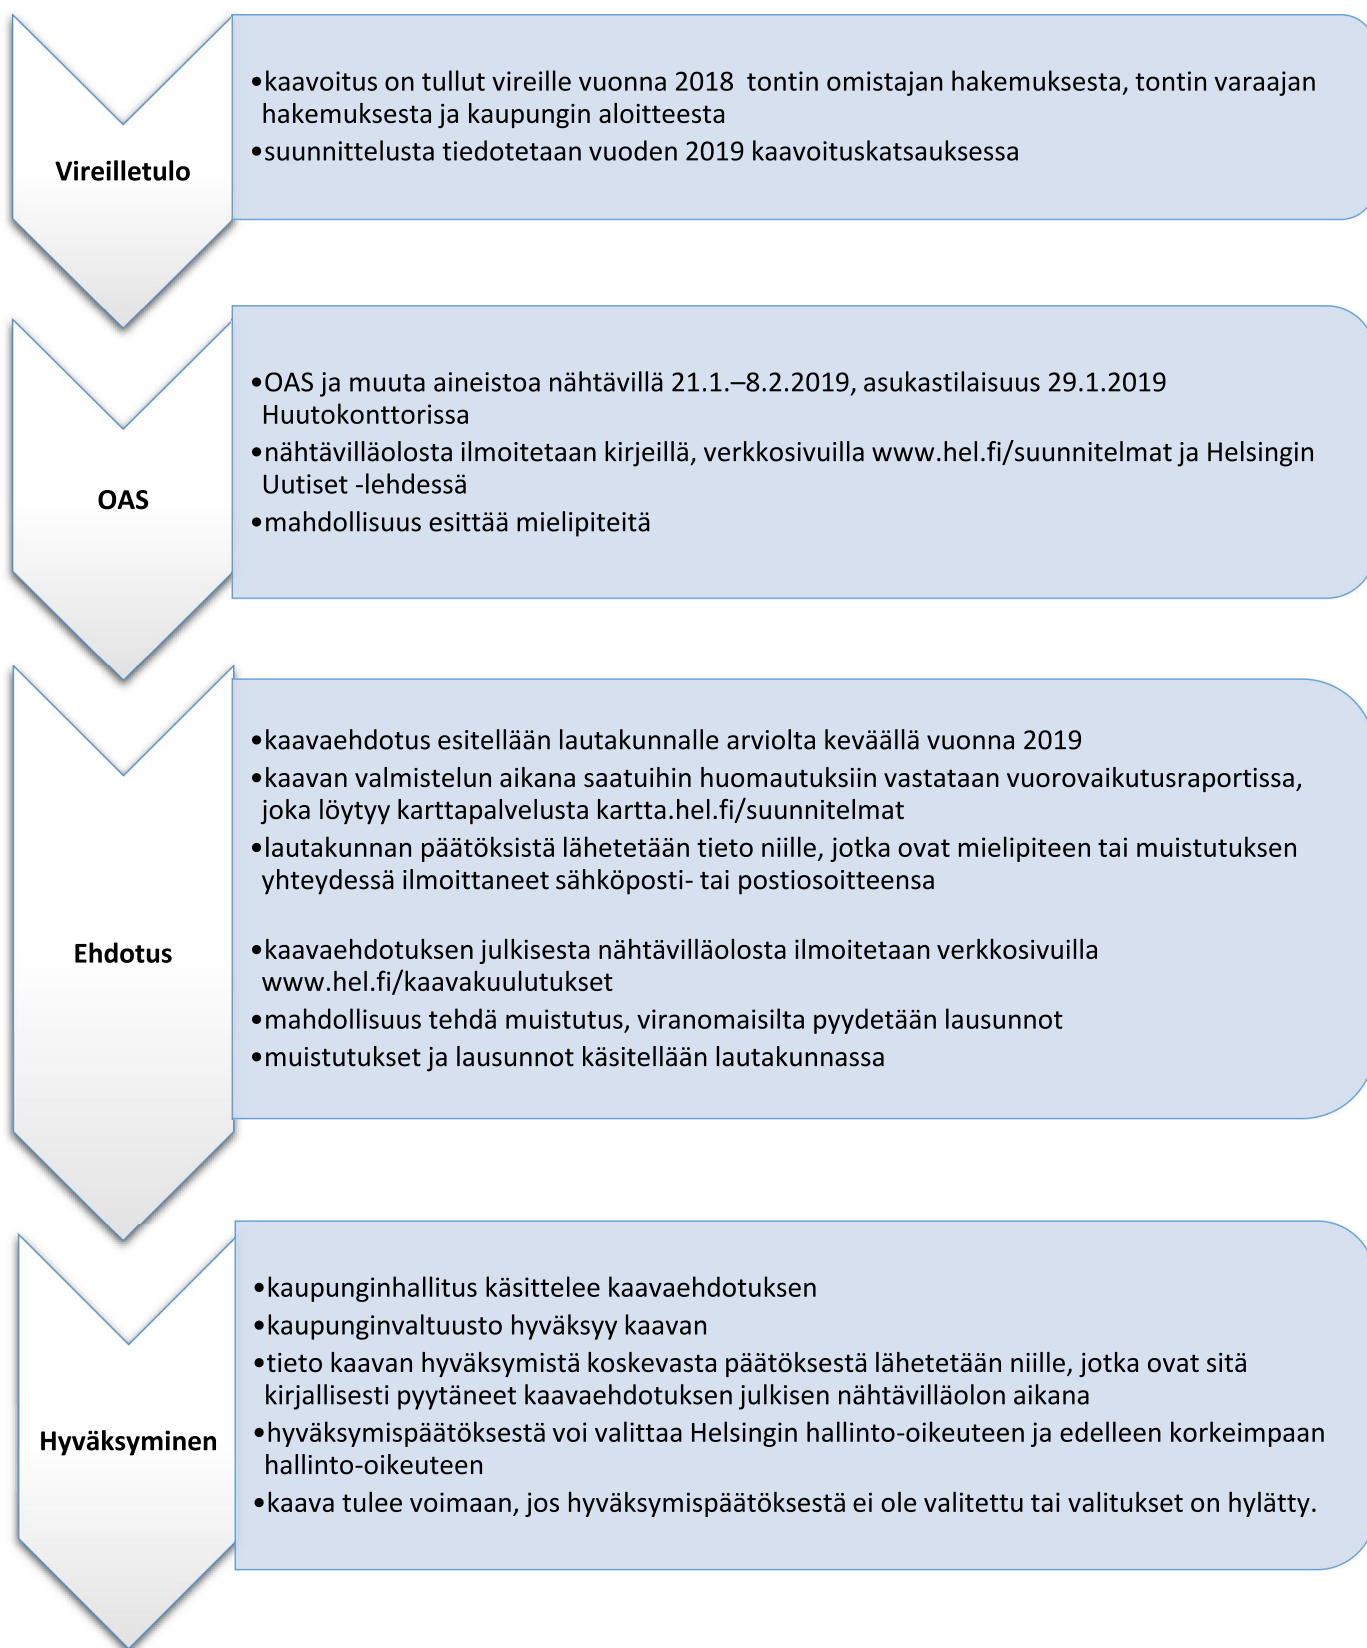 Vireilletulo
•kaavoitus on tullut vireille vuonna 2018 tontin omistajan hakemuksesta, tontin varaajan
hakemuksesta ja kaupungin aloitteesta
•suunnittelusta tiedotetaan vuoden 2019 kaavoituskatsauksessa
OAS
•OAS ja muuta aineistoa nähtävillä 21.1.–8.2.2019, asukastilaisuus 29.1.2019
Huutokonttorissa
•nähtävilläolosta ilmoitetaan kirjeillä, verkkosivuilla www.hel.fi/suunnitelmat ja Helsingin
Uutiset -lehdessä
•mahdollisuus esittää mielipiteitä
Ehdotus
•kaavaehdotus esitellään lautakunnalle arviolta keväällä vuonna 2019
•kaavan valmistelun aikana saatuihin huomautuksiin vastataan vuorovaikutusraportissa,
joka löytyy karttapalvelusta kartta.hel.fi/suunnitelmat
•lautakunnan päätöksistä lähetetään tieto niille, jotka ovat mielipiteen tai muistutuksen
yhteydessä ilmoittaneet sähköposti- tai postiosoitteensa
•kaavaehdotuksen julkisesta nähtävilläolosta ilmoitetaan verkkosivuilla
www.hel.fi/kaavakuulutukset
•mahdollisuus tehdä muistutus, viranomaisilta pyydetään lausunnot
•muistutukset ja lausunnot käsitellään lautakunnassa
Hyväksyminen
•kaupunginhallitus käsittelee kaavaehdotuksen
•kaupunginvaltuusto hyväksyy kaavan
•tieto kaavan hyväksymistä koskevasta päätöksestä lähetetään niille, jotka ovat sitä
kirjallisesti pyytäneet kaavaehdotuksen julkisen nähtävilläolon aikana
•hyväksymispäätöksestä voi valittaa Helsingin hallinto-oikeuteen ja edelleen korkeimpaan
hallinto-oikeuteen
•kaava tulee voimaan, jos hyväksymispäätöksestä ei ole valitettu tai valitukset on hylätty.